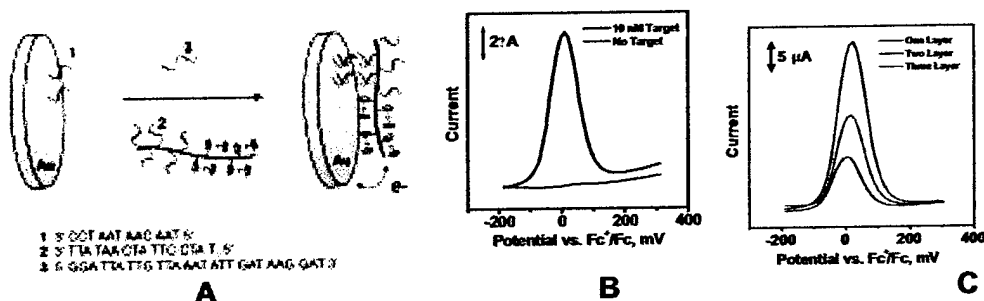 1
2
3
Au
Au
e-
1 3' CCT AAT AAC AAT 5'
2 3' TTA TAA CTA TTC CTA T, 5'
3 5' GGA TTA TTG TTA AAT ATT GAT AAG GAT 3'
A
2?A
10 nM Target
No Target
Current
-200 0 200 400
Potential vs. Fc⁺/Fc, mV
B
5 µA
One Layer
Two Layer
Three Layer
Current
-200 0 200 400
Potential vs. Fc⁺/Fc, mV
C